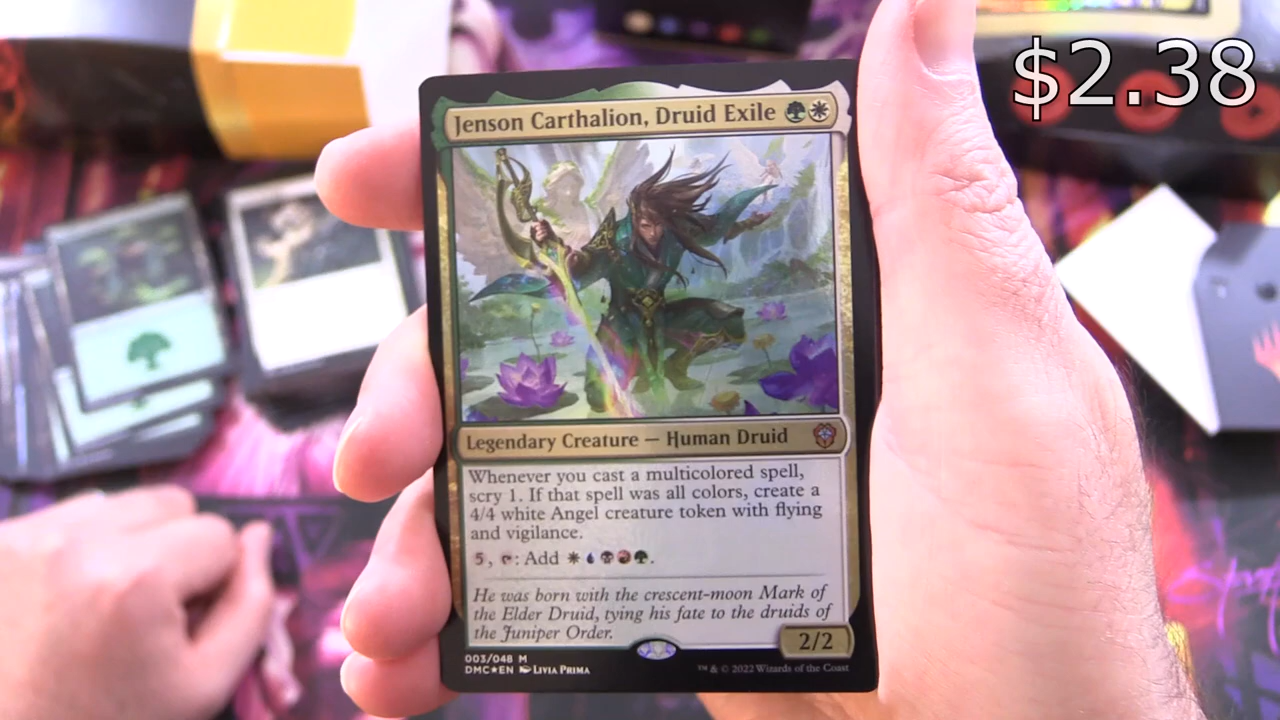 $2.38
Jenson Carthalion, Druid Exile
Legendary Creature — Human Druid
Whenever you cast a multicolored spell,
scry 1. If that spell was all colors, create a
4/4 white Angel creature token with flying
and vigilance.
5, : Add .
He was born with the crescent-moon Mark of
the Elder Druid, tying his fate to the druids of
the Juniper Order.
2/2
003/048 M
DMC★EN Livia Prima
™ & © 2022 Wizards of the Coast